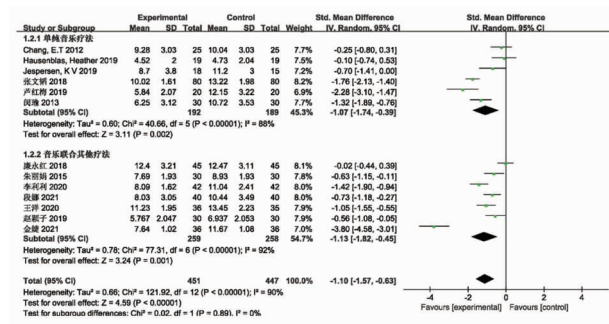 Experimental Control Std. Mean Difference Std. Mean Difference
Study or Subgroup Mean SD Total Mean SD Total Weight IV, Random, 95% CI IV, Random, 95% CI
1.2.1 单纯音乐疗法
Chang, E.T 2012 9.28 3.03 25 10.04 3.03 25 7.7% -0.25 [-0.80, 0.31]
Hausenblas, Heather 2019 4.52 2 19 4.73 2.04 19 7.4% -0.10 [-0.74, 0.53]
Jespersen, K V 2019 8.7 3.8 18 11.2 3 15 7.2% -0.70 [-1.41, 0.00]
张文娟 2018 10.02 1.61 80 13.22 1.98 80 8.2% -1.76 [-2.13, -1.40]
芦红梅 2019 5.84 2.07 20 12.15 3.22 20 6.8% -2.28 [-3.10, -1.47]
2013 6.25 3.12 30 10.72 3.53 30 7.7% -1.32 [-1.89, -0.76]
Subtotal (95% CI) 192 189 45.3% -1.07 [-1.74, -0.39]
Heterogeneity: Tau² = 0.60; Chi² = 40.66, df = 5 (P < 0.00001); I² = 88%
Test for overall effect: Z = 3.11 (P = 0.002)
1.2.2 音乐联合其他疗法
康永红 2018 12.4 3.21 45 12.47 3.11 45 8.1% -0.02 [-0.44, 0.39]
朱丽娟 2015 7.69 1.93 30 8.93 1.93 30 7.8% -0.63 [-1.15, -0.11]
李利利 2020 8.09 1.62 42 11.04 2.41 42 7.9% -1.42 [-1.90, -0.94]
段娜 2021 8.03 3.05 40 10.44 3.49 40 8.0% -0.73 [-1.18, -0.27]
王洋 2020 11.23 1.95 36 13.45 2.23 35 7.8% -1.05 [-1.55, -0.55]
赵颖子 2019 5.767 2.047 30 6.937 2.053 30 7.8% -0.56 [-1.08, -0.05]
金婕 2021 7.64 1.02 36 11.67 1.08 36 7.0% -3.80 [-4.58, -3.01]
Subtotal (95% CI) 259 258 54.7% -1.13 [-1.82, -0.45]
Heterogeneity: Tau² = 0.78; Chi² = 77.31, df = 6 (P < 0.00001); I² = 92%
Test for overall effect: Z = 3.24 (P = 0.001)
Total (95% CI) 451 447 100.0% -1.10 [-1.57, -0.63]
Heterogeneity: Tau² = 0.66; Chi² = 121.92, df = 12 (P < 0.00001); I² = 90%
Test for overall effect: Z = 4.59 (P < 0.00001)
Test for subgroup differences: Chi² = 0.02, df = 1 (P = 0.89), I² = 0%
-4 -2 0 2 4
Favours [experimental] Favours [control]